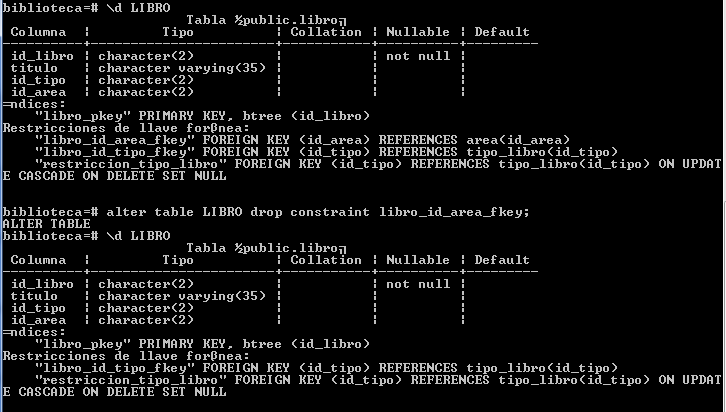 biblioteca=# \d LIBRO
Tabla ½public.libro╗
Columna ¦ Tipo ¦ Collation ¦ Nullable ¦ Default
----------+-----------------------+-----------+----------+---------
id_libro ¦ character(2) ¦ ¦ not null ¦
titulo ¦ character varying(35) ¦ ¦ ¦
id_tipo ¦ character(2) ¦ ¦ ¦
id_area ¦ character(2) ¦ ¦ ¦
═ndices:
"libro_pkey" PRIMARY KEY, btree (id_libro)
Restricciones de llave forßnea:
"libro_id_area_fkey" FOREIGN KEY (id_area) REFERENCES area(id_area)
"libro_id_tipo_fkey" FOREIGN KEY (id_tipo) REFERENCES tipo_libro(id_tipo)
"restriccion_tipo_libro" FOREIGN KEY (id_tipo) REFERENCES tipo_libro(id_tipo) ON UPDAT
E CASCADE ON DELETE SET NULL
biblioteca=# alter table LIBRO drop constraint libro_id_area_fkey;
ALTER TABLE
biblioteca=# \d LIBRO
Tabla ½public.libro╗
Columna ¦ Tipo ¦ Collation ¦ Nullable ¦ Default
----------+-----------------------+-----------+----------+---------
id_libro ¦ character(2) ¦ ¦ not null ¦
titulo ¦ character varying(35) ¦ ¦ ¦
id_tipo ¦ character(2) ¦ ¦ ¦
id_area ¦ character(2) ¦ ¦ ¦
═ndices:
"libro_pkey" PRIMARY KEY, btree (id_libro)
Restricciones de llave forßnea:
"libro_id_tipo_fkey" FOREIGN KEY (id_tipo) REFERENCES tipo_libro(id_tipo)
"restriccion_tipo_libro" FOREIGN KEY (id_tipo) REFERENCES tipo_libro(id_tipo) ON UPDAT
E CASCADE ON DELETE SET NULL